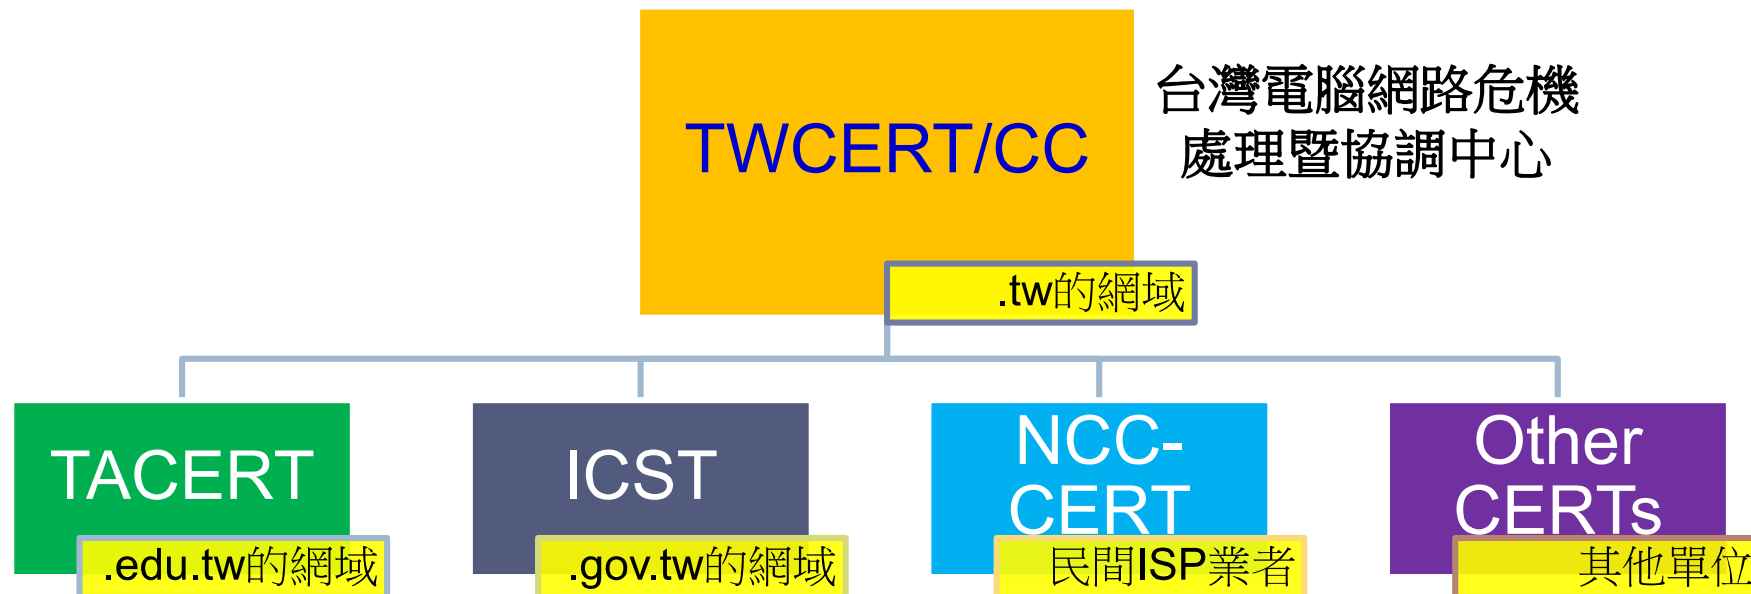 TWCERT/CC
台灣電腦網路危機
處理暨協調中心
.tw的網域
TACERT
.edu.tw的網域
ICST
.gov.tw的網域
NCC-
CERT
民間ISP業者
Other
CERTs
其他單位